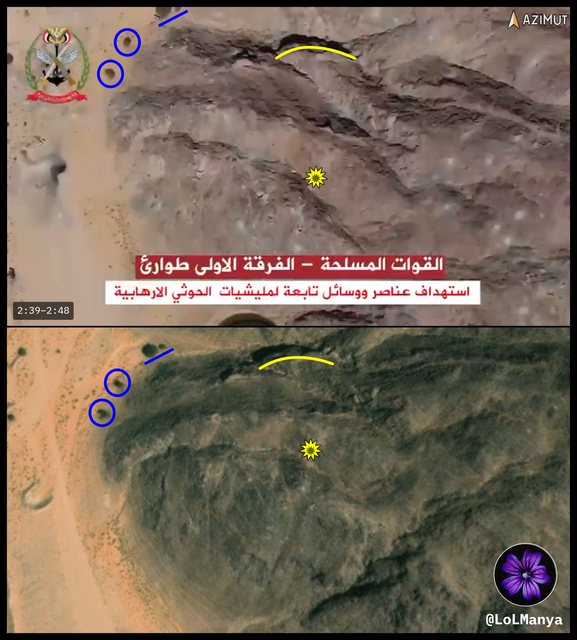 AZIMUT
القوات المسلحة – الفرقة الاولى طوارئ
استهداف عناصر ووسائل تابعة لمليشيات الحوثي الارهابية
2:39-2:48
@LoLManya